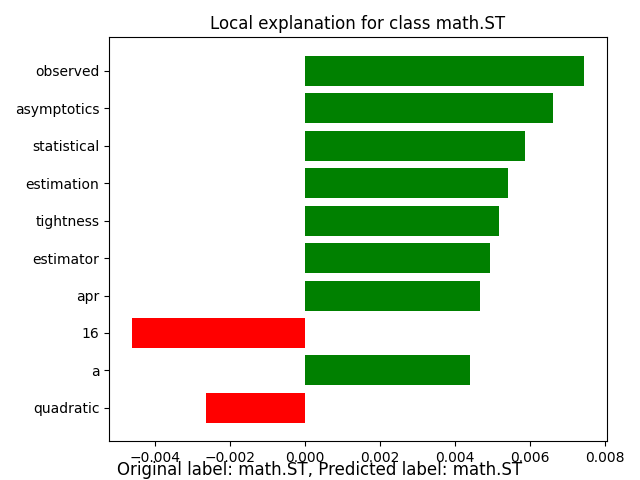 Local explanation for class math.ST
observed
asymptotics
statistical
estimation
tightness
estimator
apr
16
a
quadratic
−0.004 −0.002 0.000 0.002 0.004 0.006 0.008
Original label: math.ST, Predicted label: math.ST